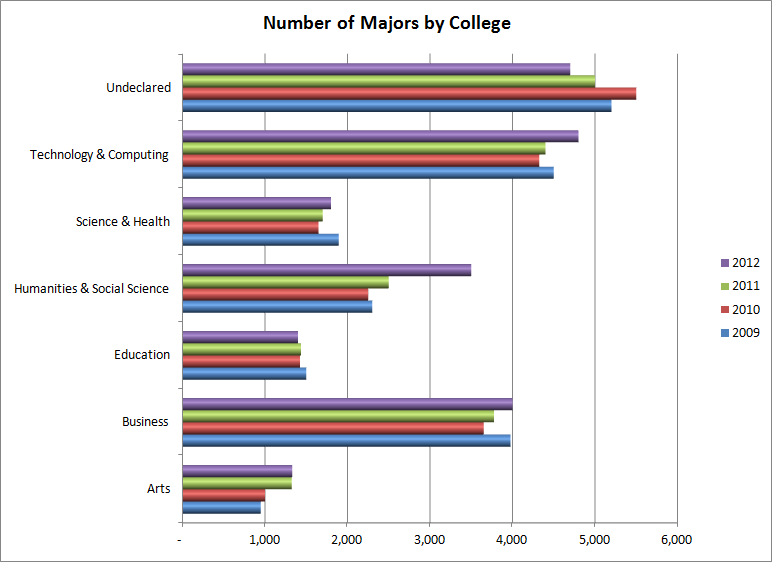 Number of Majors by College
Undeclared
Technology & Computing
Science & Health
Humanities & Social Science
Education
Business
Arts
2012
2011
2010
2009
- 1,000 2,000 3,000 4,000 5,000 6,000